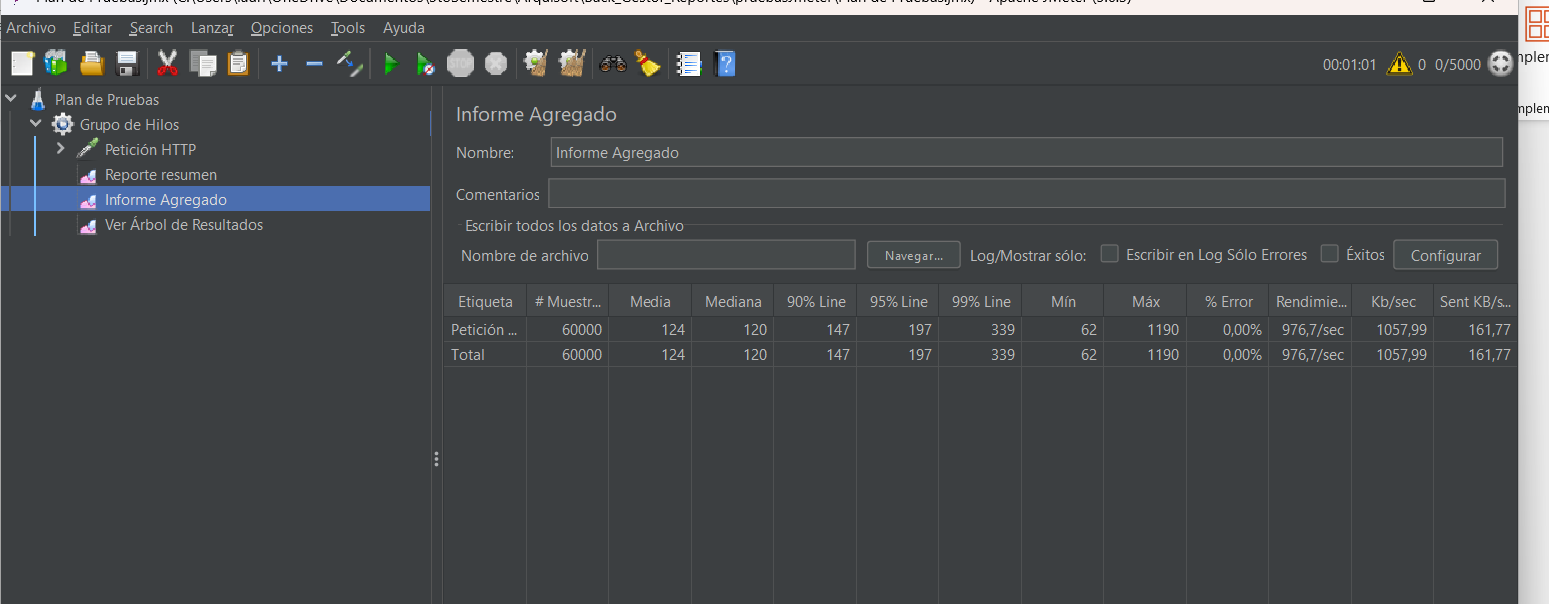 Archivo Editar Search Lanzar Opciones Tools Ayuda
STOP
00:01:01 0 0/5000
Plan de Pruebas
Grupo de Hilos
Petición HTTP
Reporte resumen
Informe Agregado
Ver Árbol de Resultados
Informe Agregado
Nombre: Informe Agregado
Comentarios
Escribir todos los datos a Archivo
Nombre de archivo Navegar... Log/Mostrar sólo: Escribir en Log Sólo Errores Éxitos Configurar
Etiqueta # Muestr... Media Mediana 90% Line 95% Line 99% Line Mín Máx % Error Rendimie... Kb/sec Sent KB/s...
Petición ... 60000 124 120 147 197 339 62 1190 0,00% 976,7/sec 1057,99 161,77
Total 60000 124 120 147 197 339 62 1190 0,00% 976,7/sec 1057,99 161,77